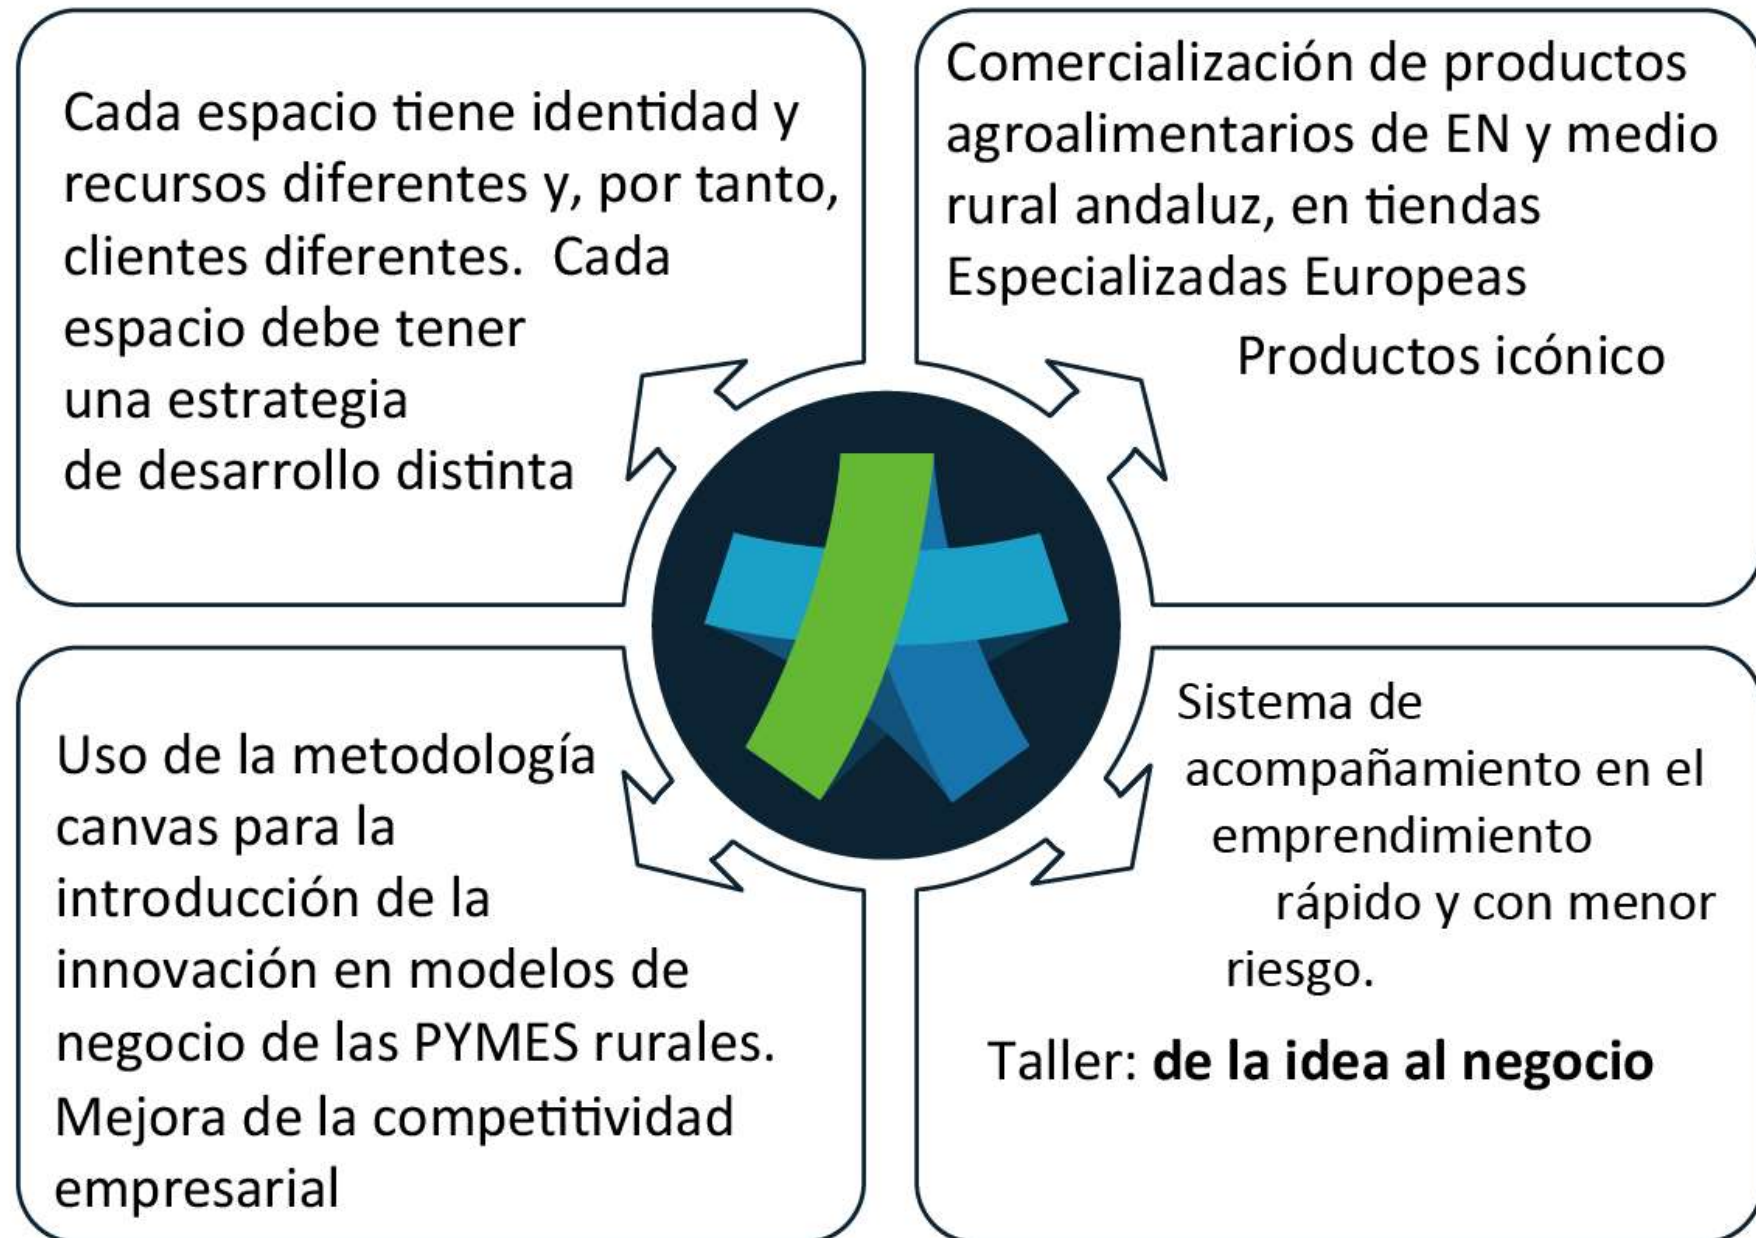 Cada espacio tiene identidad y
recursos diferentes y, por tanto,
clientes diferentes.  Cada
espacio debe tener
una estrategia
de desarrollo distinta
Comercialización de productos
agroalimentarios de EN y medio
rural andaluz, en tiendas
Especializadas Europeas
Productos icónico
Uso de la metodología
canvas para la
introducción de la
innovación en modelos de
negocio de las PYMES rurales.
Mejora de la competitividad
empresarial
Sistema de
acompañamiento en el
emprendimiento
rápido y con menor
riesgo.
Taller: de la idea al negocio